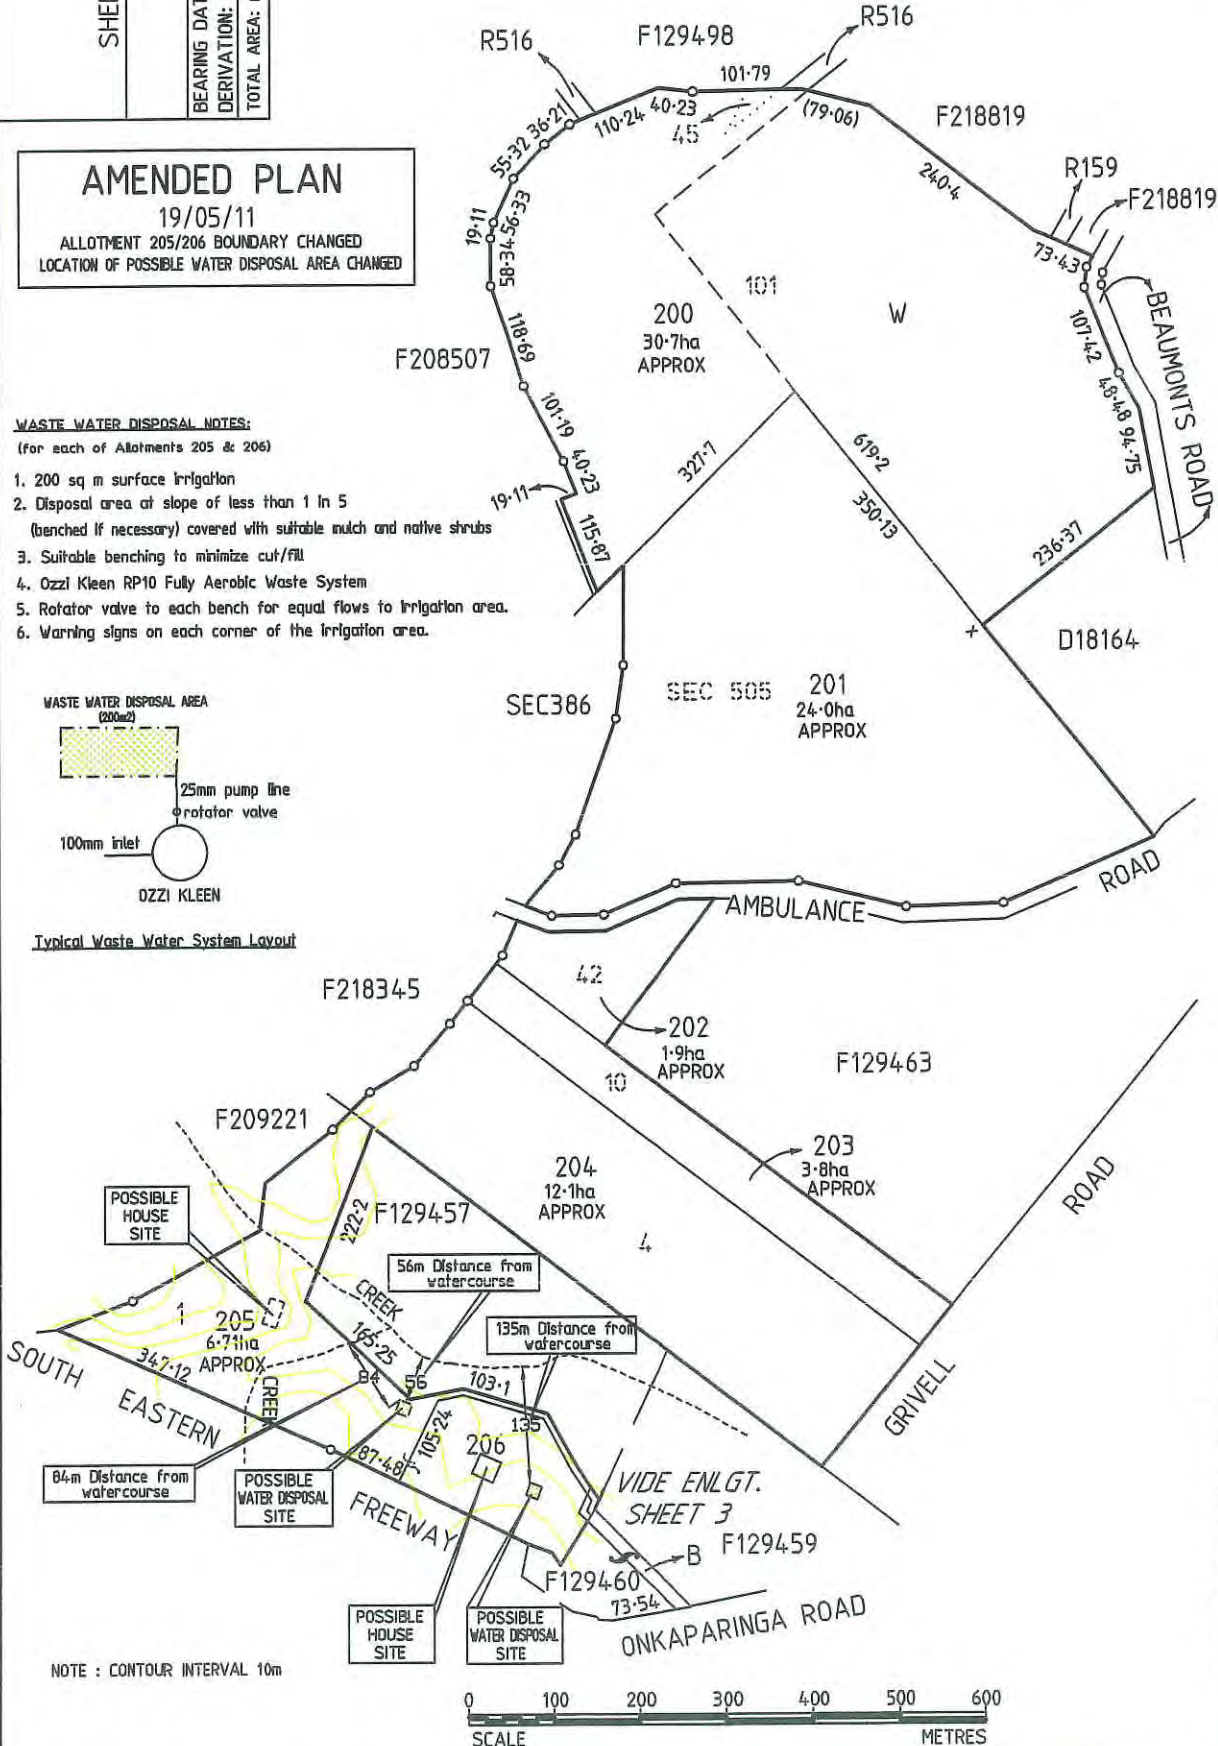 SHEE
BEARING DAT
DERIVATION:
TOTAL AREA:
AMENDED PLAN
19/05/11
ALLOTMENT 205/206 BOUNDARY CHANGED
LOCATION OF POSSIBLE WATER DISPOSAL AREA CHANGED
R516
F129498
R516
101·79
40·23
110·24
36·21
55·32
56·33
19·11
58·34
45
(79·06)
F218819
240·4
R159
F218819
73·43
BEAUMONTS ROAD
107·42
48·48
94·75
101
W
200
30·7ha
APPROX
F208507
118·69
101·19
40·23
19·11
115·87
327·7
619·2
350·13
236·37
D18164
WASTE WATER DISPOSAL NOTES:
(for each of Allotments 205 & 206)
1. 200 sq m surface irrigation
2. Disposal area at slope of less than 1 in 5
(benched if necessary) covered with suitable mulch and native shrubs
3. Suitable benching to minimize cut/fill
4. Ozzi Kleen RP10 Fully Aerobic Waste System
5. Rotator valve to each bench for equal flows to irrigation area.
6. Warning signs on each corner of the irrigation area.
WASTE WATER DISPOSAL AREA
(200m2)
25mm pump line
rotator valve
100mm inlet
OZZI KLEEN
Typical Waste Water System Layout
SEC386
SEC 505
201
24·0ha
APPROX
AMBULANCE
ROAD
F218345
42
202
1·9ha
APPROX
F129463
10
203
3·8ha
APPROX
GRIVELL
ROAD
F209221
204
12·1ha
APPROX
4
F129457
222·2
POSSIBLE
HOUSE
SITE
56m Distance from
watercourse
CREEK
135m Distance from
watercourse
1
205
6·71ha
APPROX
165·25
84
56
103·1
135
105·24
206
347·12
87·48
CREEK
SOUTH
EASTERN
FREEWAY
84m Distance from
watercourse
POSSIBLE
WATER DISPOSAL
SITE
VIDE ENLGT.
SHEET 3
F129459
B
F129460
73·54
ONKAPARINGA ROAD
POSSIBLE
HOUSE
SITE
POSSIBLE
WATER DISPOSAL
SITE
NOTE : CONTOUR INTERVAL 10m
0 100 200 300 400 500 600
SCALE METRES